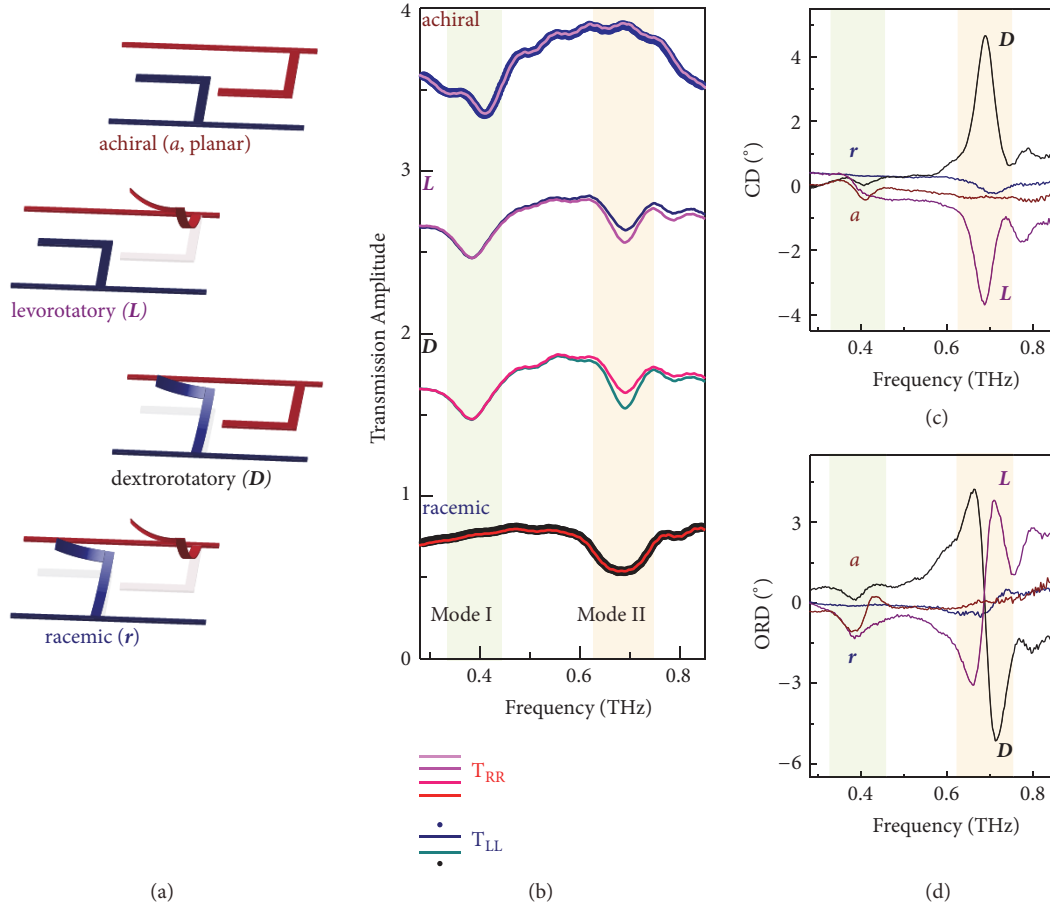 achiral (a, planar)
levorotatory (L)
dextrorotatory (D)
racemic (r)
(a)
4
3
2
1
0
Transmission Amplitude
achiral
L
D
racemic
Mode I
Mode II
0.4
0.6
0.8
Frequency (THz)
T_RR
T_LL
(b)
4
2
0
−2
−4
CD (°)
D
r
a
L
0.4
0.6
0.8
Frequency (THz)
(c)
3
0
−3
−6
ORD (°)
L
a
r
D
0.4
0.6
0.8
Frequency (THz)
(d)